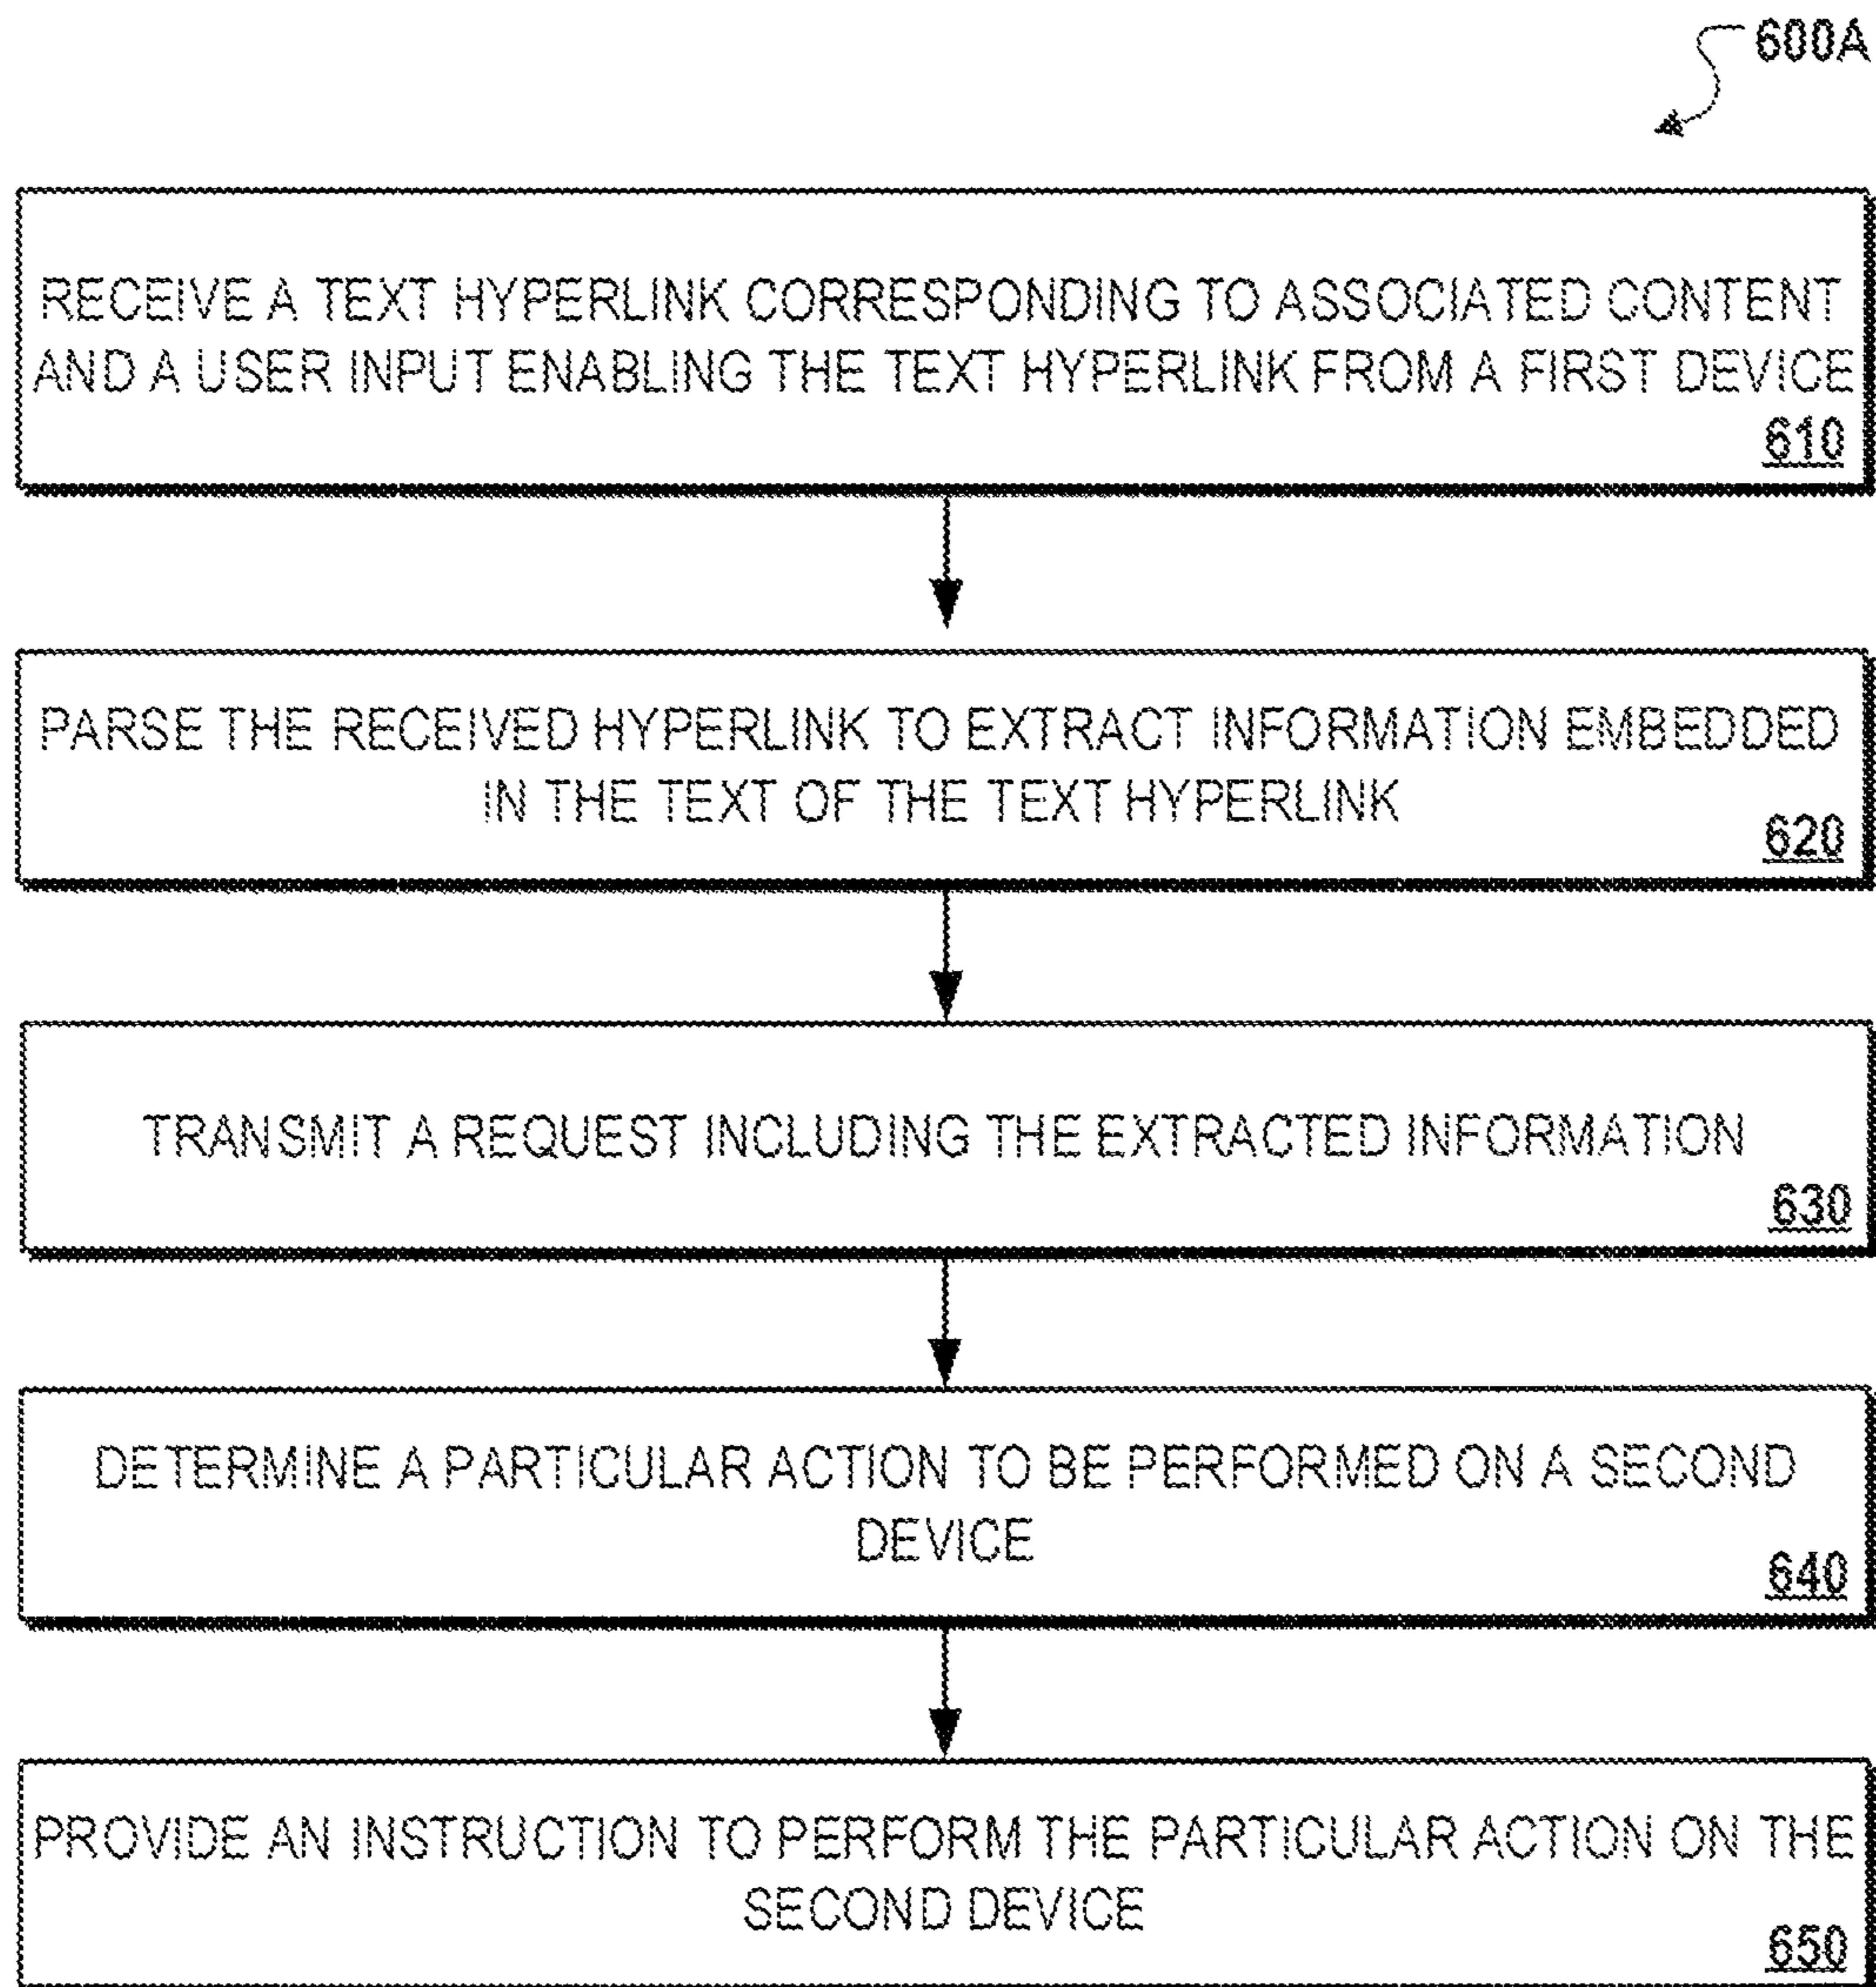 600A
RECEIVE A TEXT HYPERLINK CORRESPONDING TO ASSOCIATED CONTENT
AND A USER INPUT ENABLING THE TEXT HYPERLINK FROM A FIRST DEVICE
610
PARSE THE RECEIVED HYPERLINK TO EXTRACT INFORMATION EMBEDDED
IN THE TEXT OF THE TEXT HYPERLINK
620
TRANSMIT A REQUEST INCLUDING THE EXTRACTED INFORMATION
630
DETERMINE A PARTICULAR ACTION TO BE PERFORMED ON A SECOND
DEVICE
640
PROVIDE AN INSTRUCTION TO PERFORM THE PARTICULAR ACTION ON THE
SECOND DEVICE
650